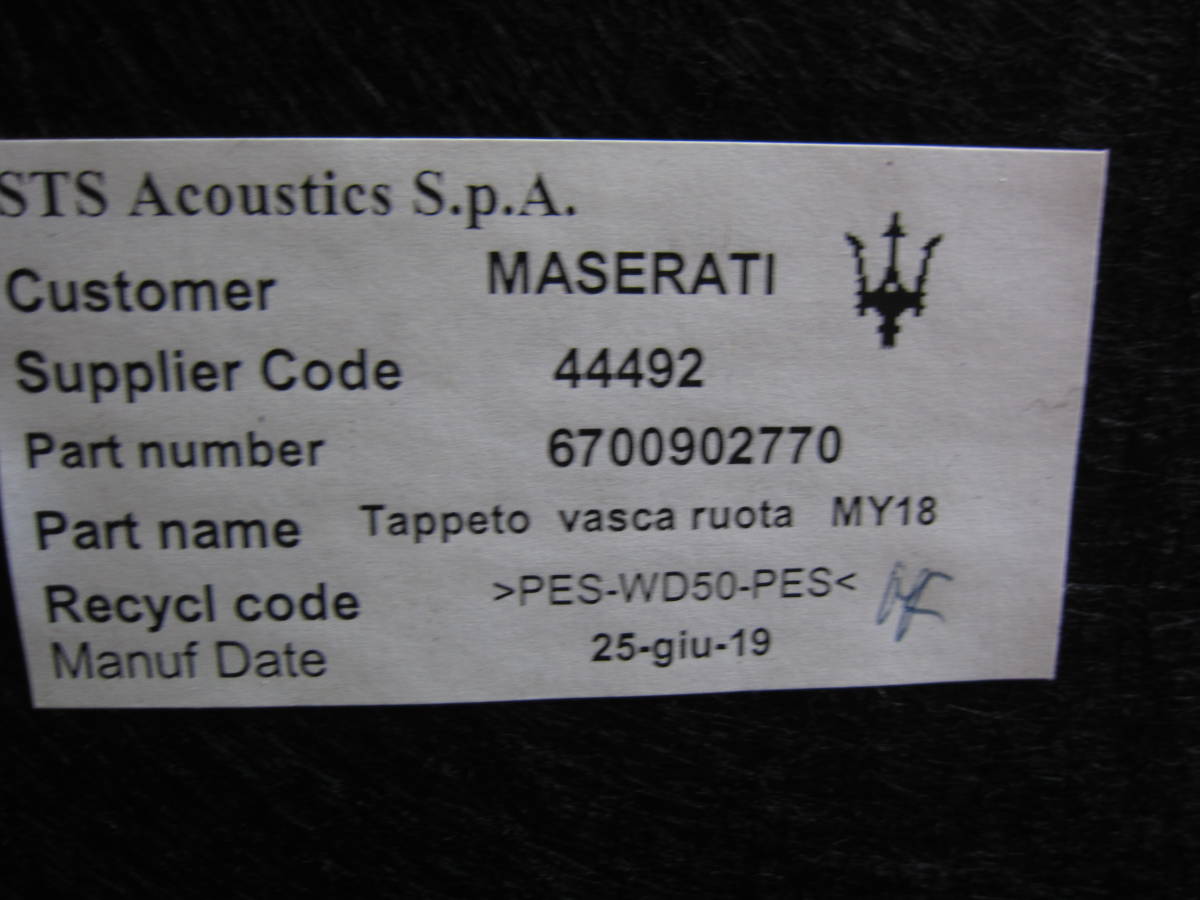 STS Acoustics S.p.A.
Customer MASERATI
Supplier Code 44492
Part number 6700902770
Part name Tappeto vasca ruota MY18
Recycl code >PES-WD50-PES<
Manuf Date 25-giu-19